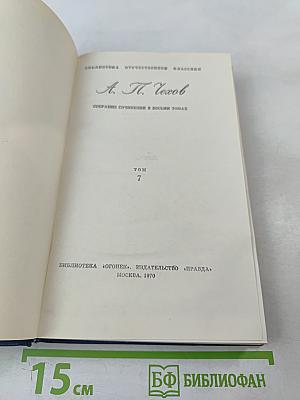 БИБЛИОТЕКА ОТЕЧЕСТВЕННОЙ КЛАССИКИ
А. П. Чехов
СОБРАНИЕ СОЧИНЕНИЙ В ВОСЬМИ ТОМАХ
ТОМ
7
БИБЛИОТЕКА «ОГОНЕК». ИЗДАТЕЛЬСТВО «ПРАВДА»
МОСКВА, 1970
15 см
БФ БИБЛИОФАН